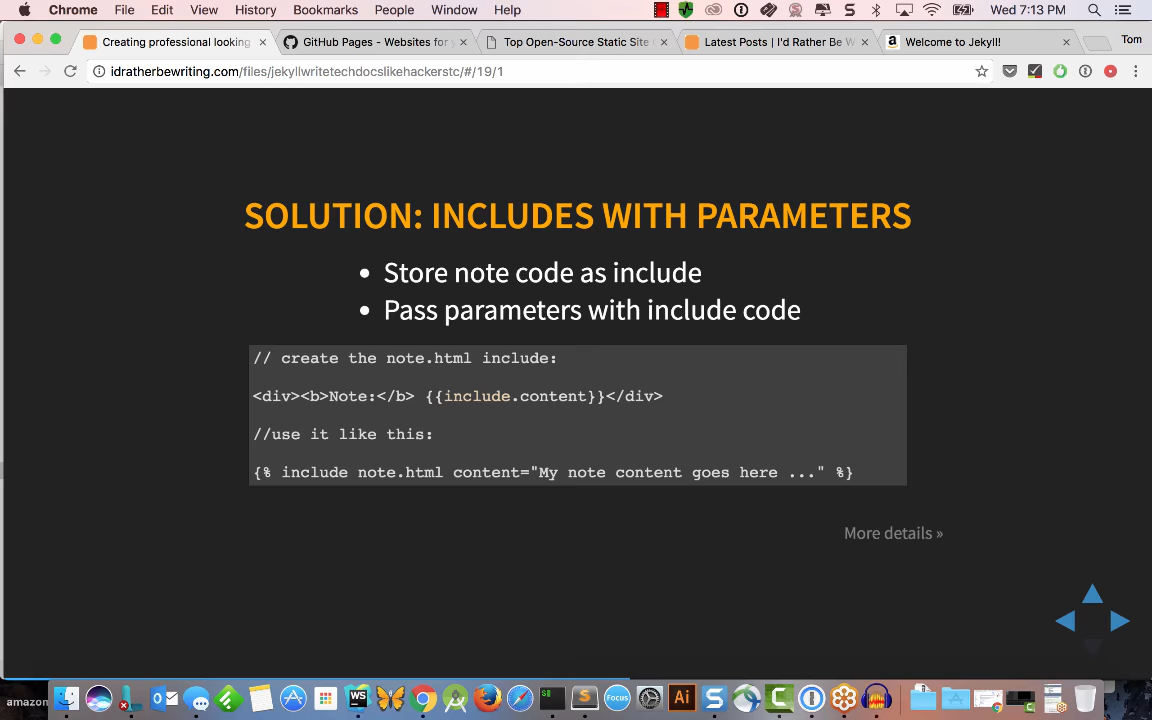 Chrome File Edit View History Bookmarks People Window Help Wed 7:13 PM
Creating professional looking GitHub Pages - Websites for y Top Open-Source Static Site G Latest Posts | I'd Rather Be W Welcome to Jekyll! Tom
idratherbewriting.com/files/jekyllwritetechdocslikehackerstc/#/19/1
SOLUTION: INCLUDES WITH PARAMETERS
• Store note code as include
• Pass parameters with include code
// create the note.html include:
<div><b>Note:</b> {{include.content}}</div>
//use it like this:
{% include note.html content="My note content goes here ..." %}
More details »
amazon
WS
Focus
Ai